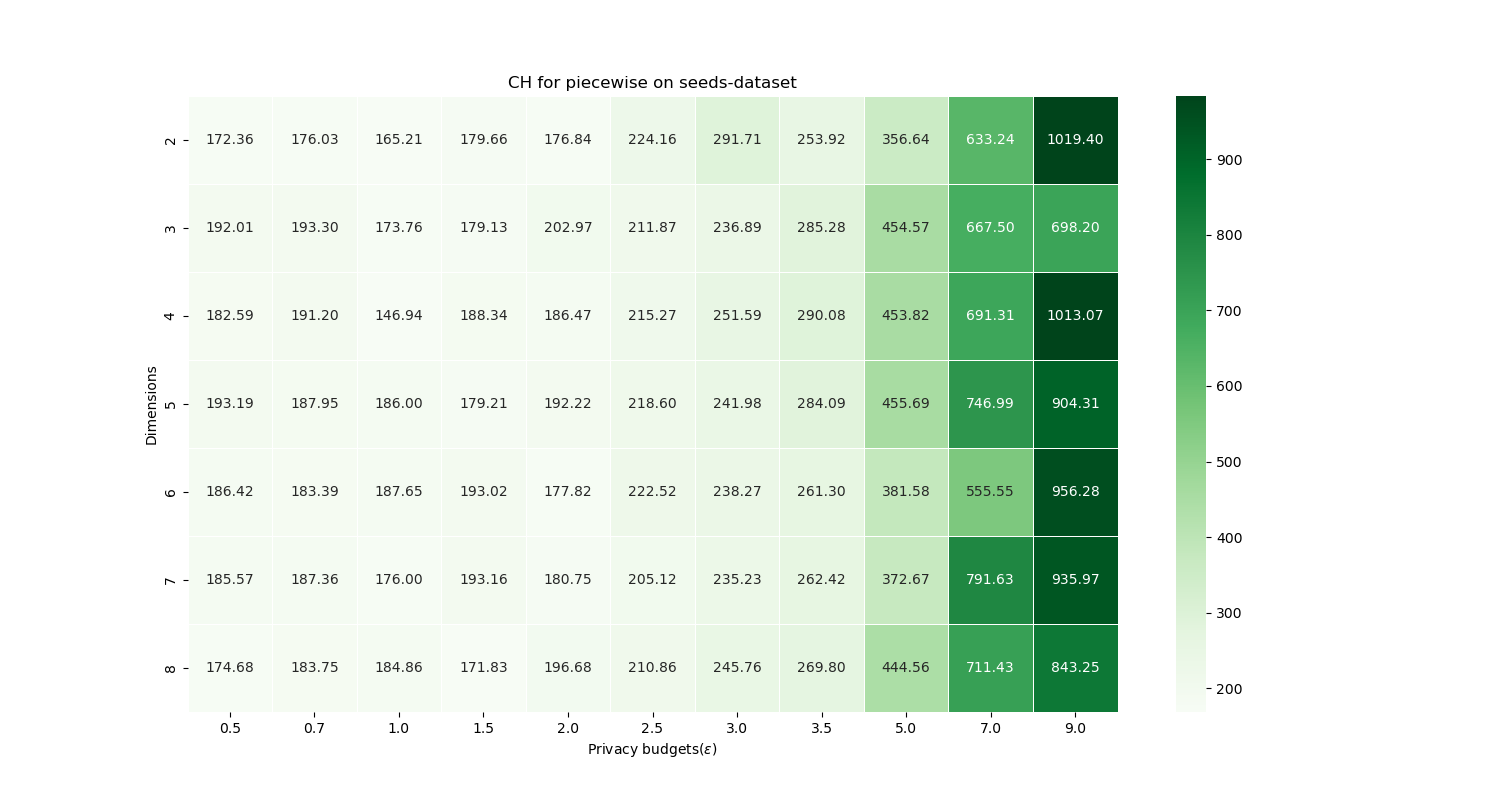 CH for piecewise on seeds-dataset
2 172.36 176.03 165.21 179.66 176.84 224.16 291.71 253.92 356.64 633.24 1019.40
3 192.01 193.30 173.76 179.13 202.97 211.87 236.89 285.28 454.57 667.50 698.20
4 182.59 191.20 146.94 188.34 186.47 215.27 251.59 290.08 453.82 691.31 1013.07
5 193.19 187.95 186.00 179.21 192.22 218.60 241.98 284.09 455.69 746.99 904.31
6 186.42 183.39 187.65 193.02 177.82 222.52 238.27 261.30 381.58 555.55 956.28
7 185.57 187.36 176.00 193.16 180.75 205.12 235.23 262.42 372.67 791.63 935.97
8 174.68 183.75 184.86 171.83 196.68 210.86 245.76 269.80 444.56 711.43 843.25
0.5 0.7 1.0 1.5 2.0 2.5 3.0 3.5 5.0 7.0 9.0
Privacy budgets(ε)
Dimensions
900
800
700
600
500
400
300
200